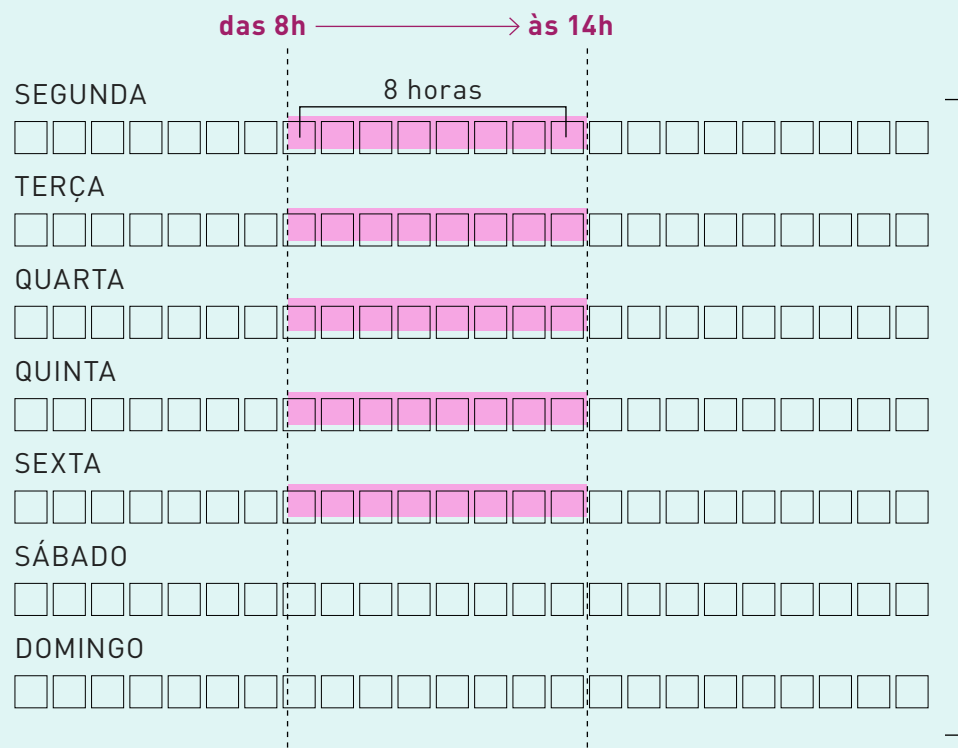 das 8h às 14h
SEGUNDA
8 horas
TERÇA
QUARTA
QUINTA
SEXTA
SÁBADO
DOMINGO